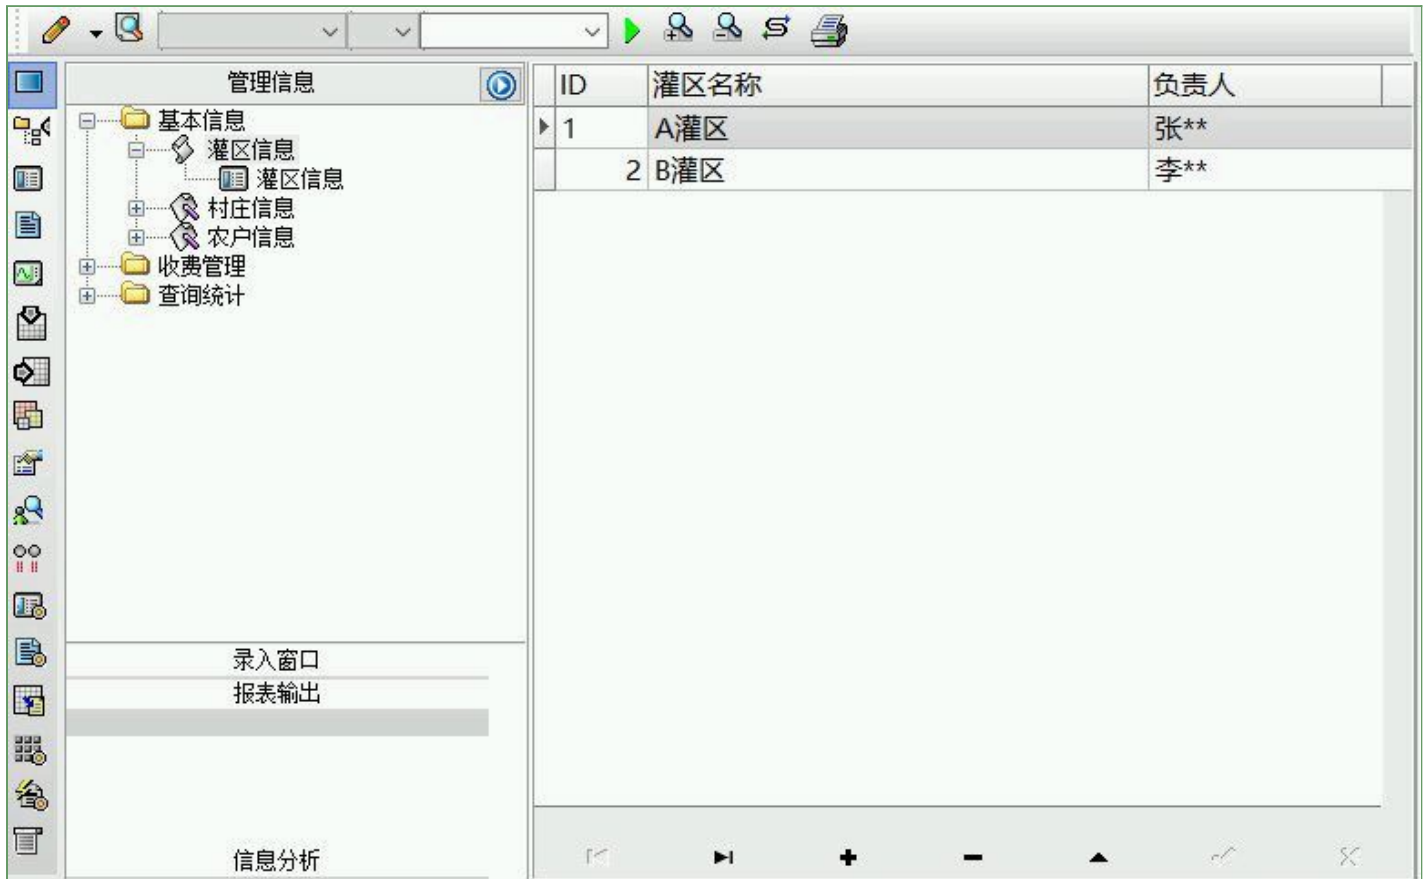 管理信息
基本信息
灌区信息
灌区信息
村庄信息
农户信息
收费管理
查询统计
录入窗口
报表输出
信息分析
ID 灌区名称 负责人
1 A灌区 张**
2 B灌区 李**